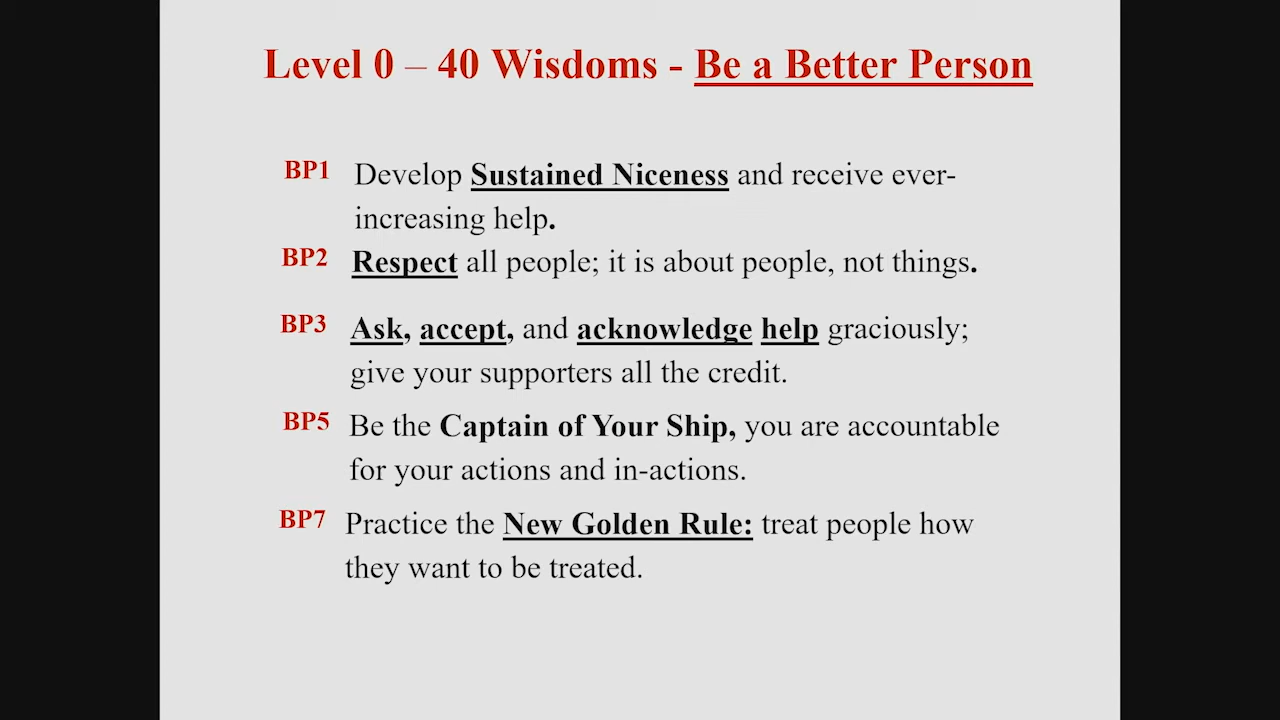 Level 0 – 40 Wisdoms - Be a Better Person
BP1 Develop Sustained Niceness and receive ever-
increasing help.
BP2 Respect all people; it is about people, not things.
BP3 Ask, accept, and acknowledge help graciously;
give your supporters all the credit.
BP5 Be the Captain of Your Ship, you are accountable
for your actions and in-actions.
BP7 Practice the New Golden Rule: treat people how
they want to be treated.